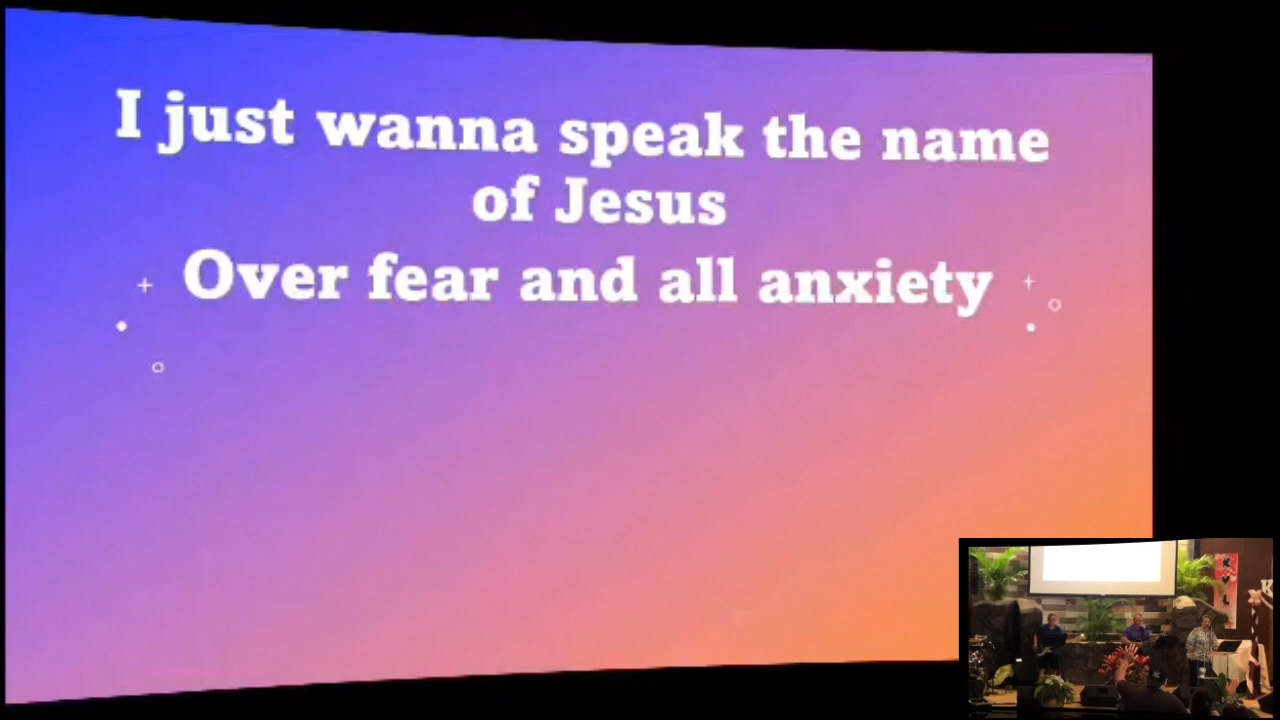 I just wanna speak the name
of Jesus
Over fear and all anxiety